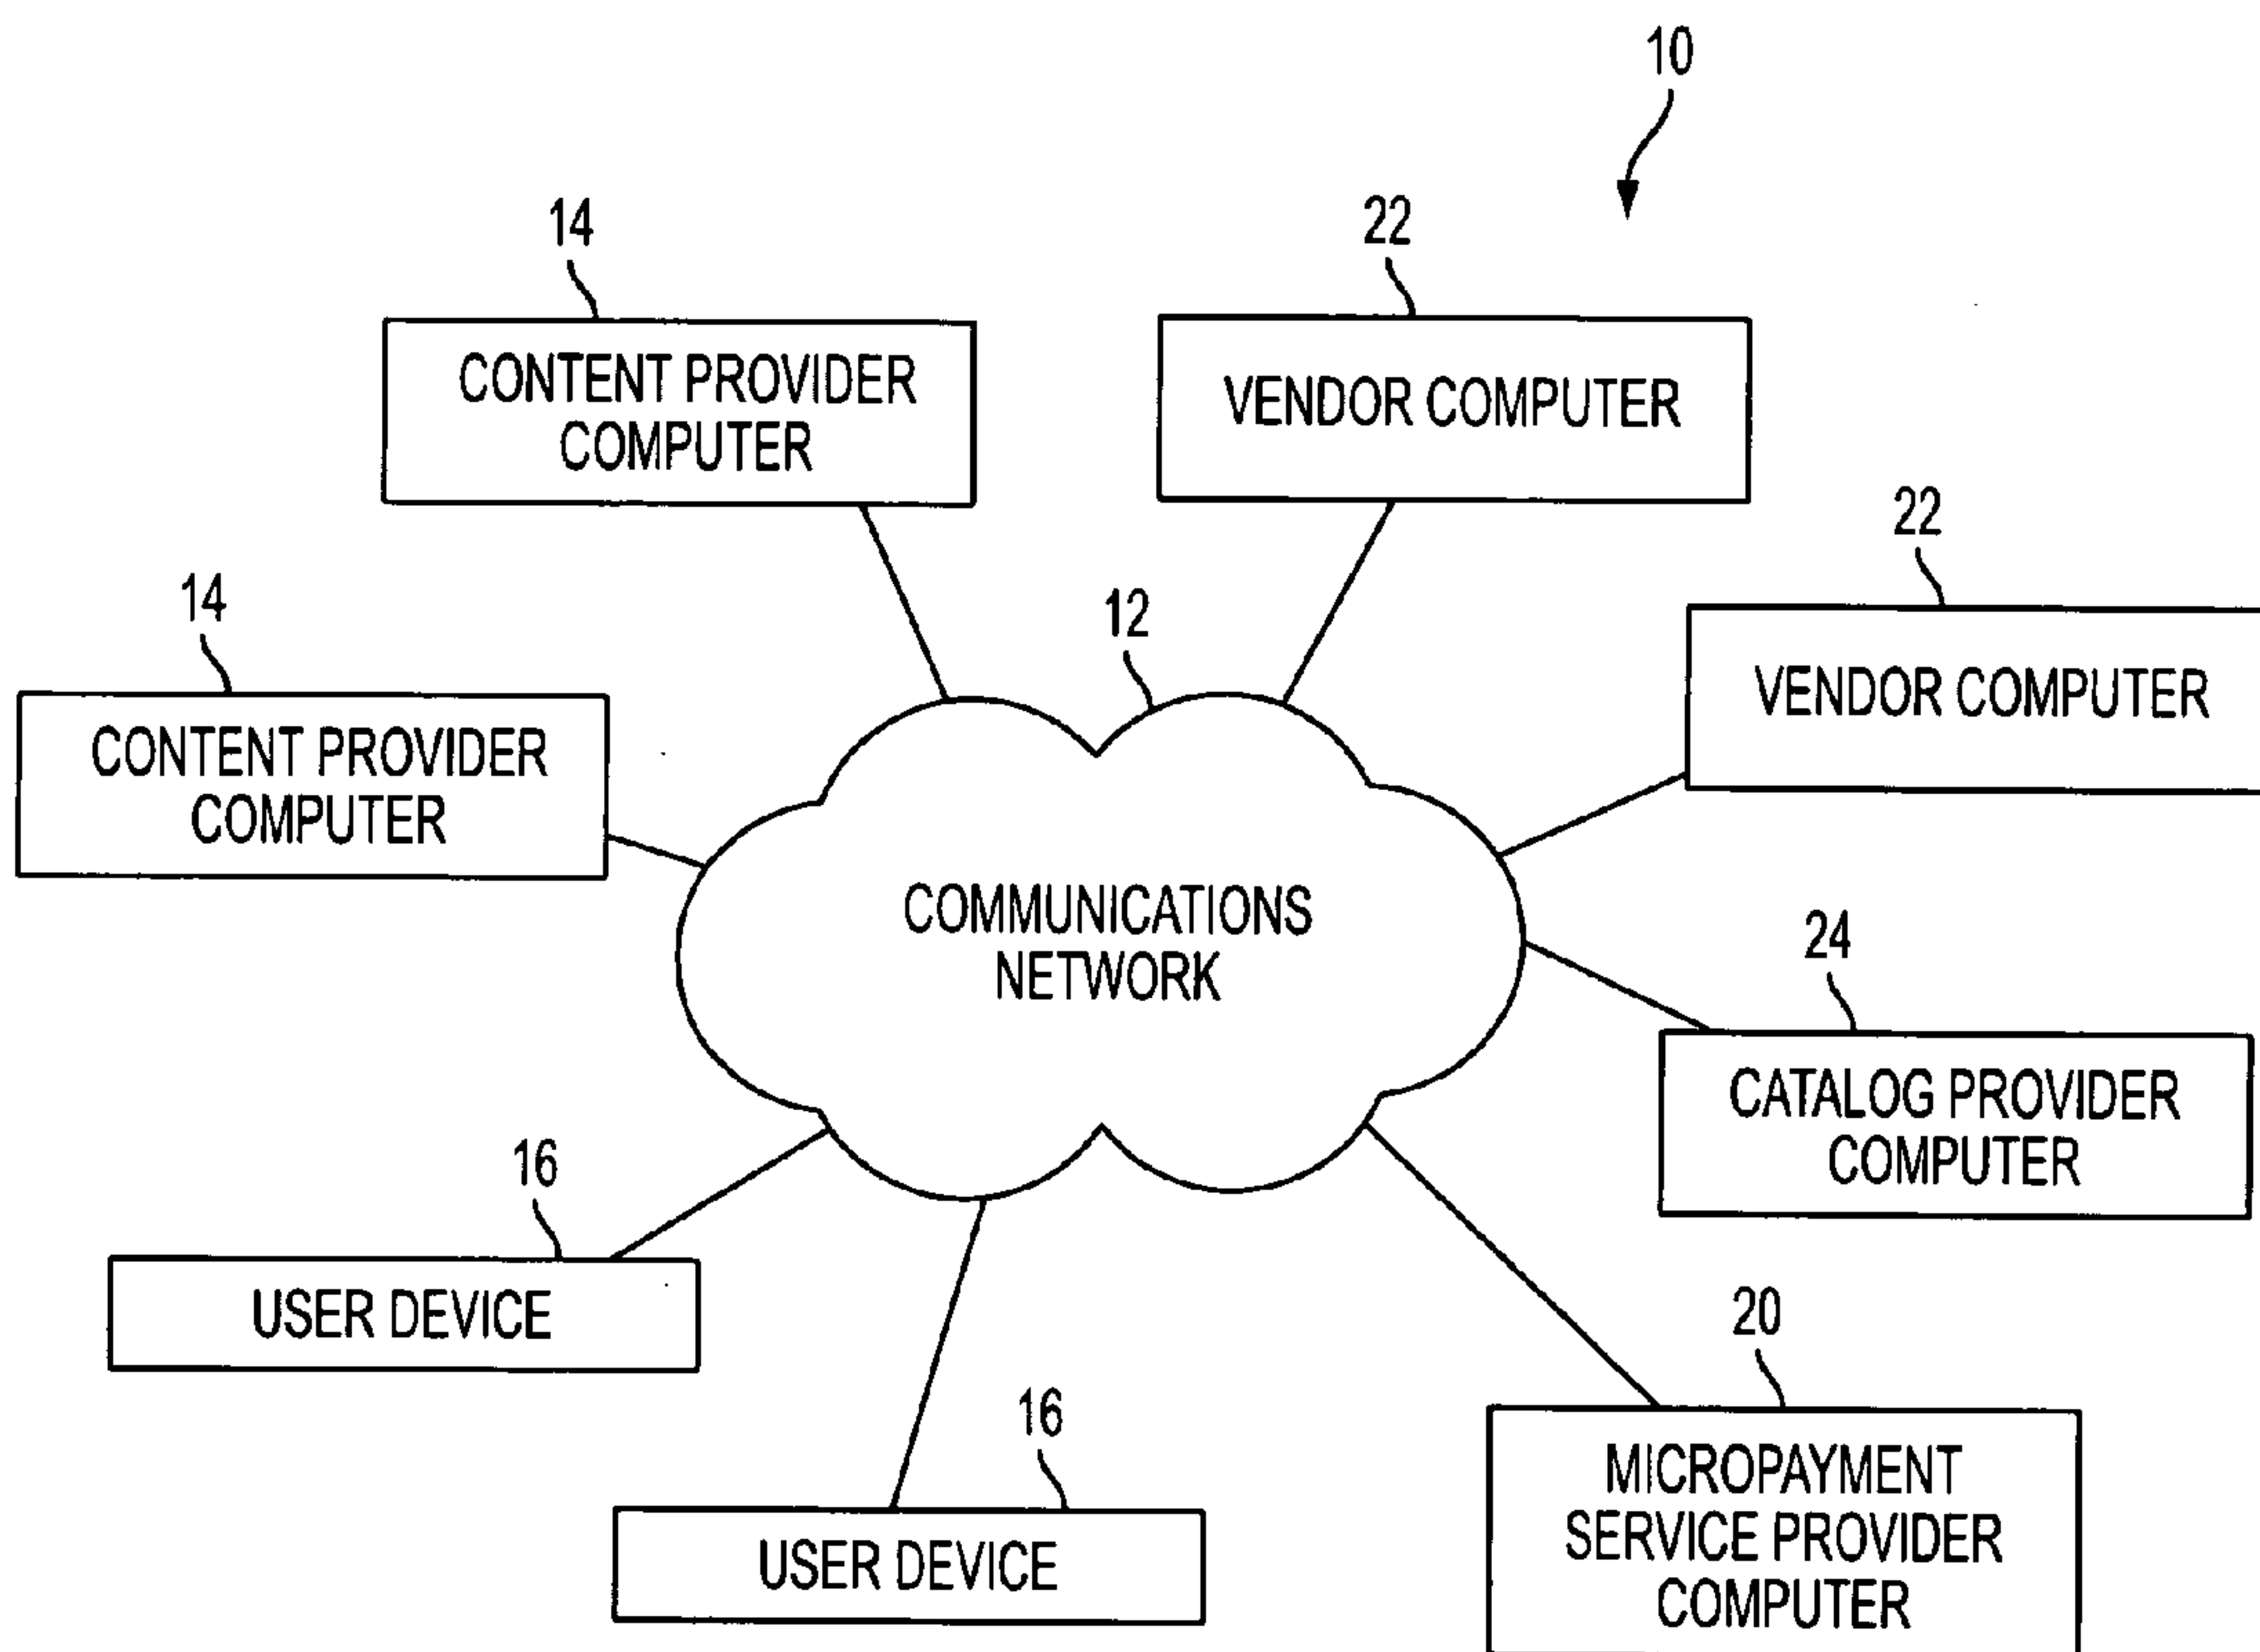 10
14
22
CONTENT PROVIDER
COMPUTER
VENDOR COMPUTER
22
14
12
VENDOR COMPUTER
CONTENT PROVIDER
COMPUTER
COMMUNICATIONS
NETWORK
24
CATALOG PROVIDER
COMPUTER
16
USER DEVICE
20
16
MICROPAYMENT
SERVICE PROVIDER
COMPUTER
USER DEVICE